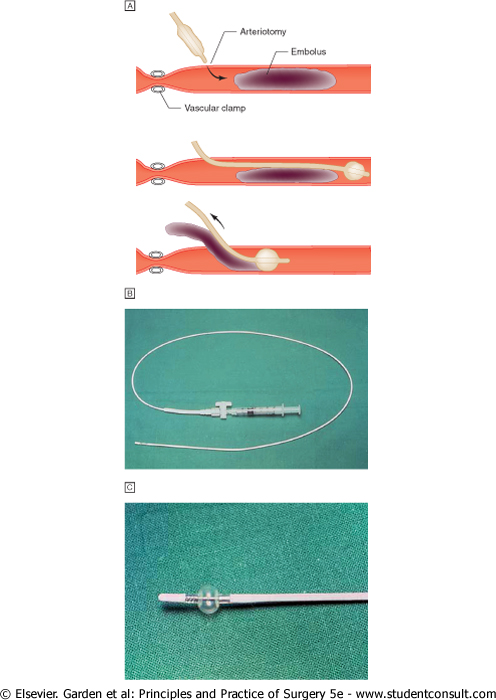 A
Arteriotomy
Embolus
Vascular clamp
B
C
© Elsevier. Garden et al: Principles and Practice of Surgery 5e - www.studentconsult.com